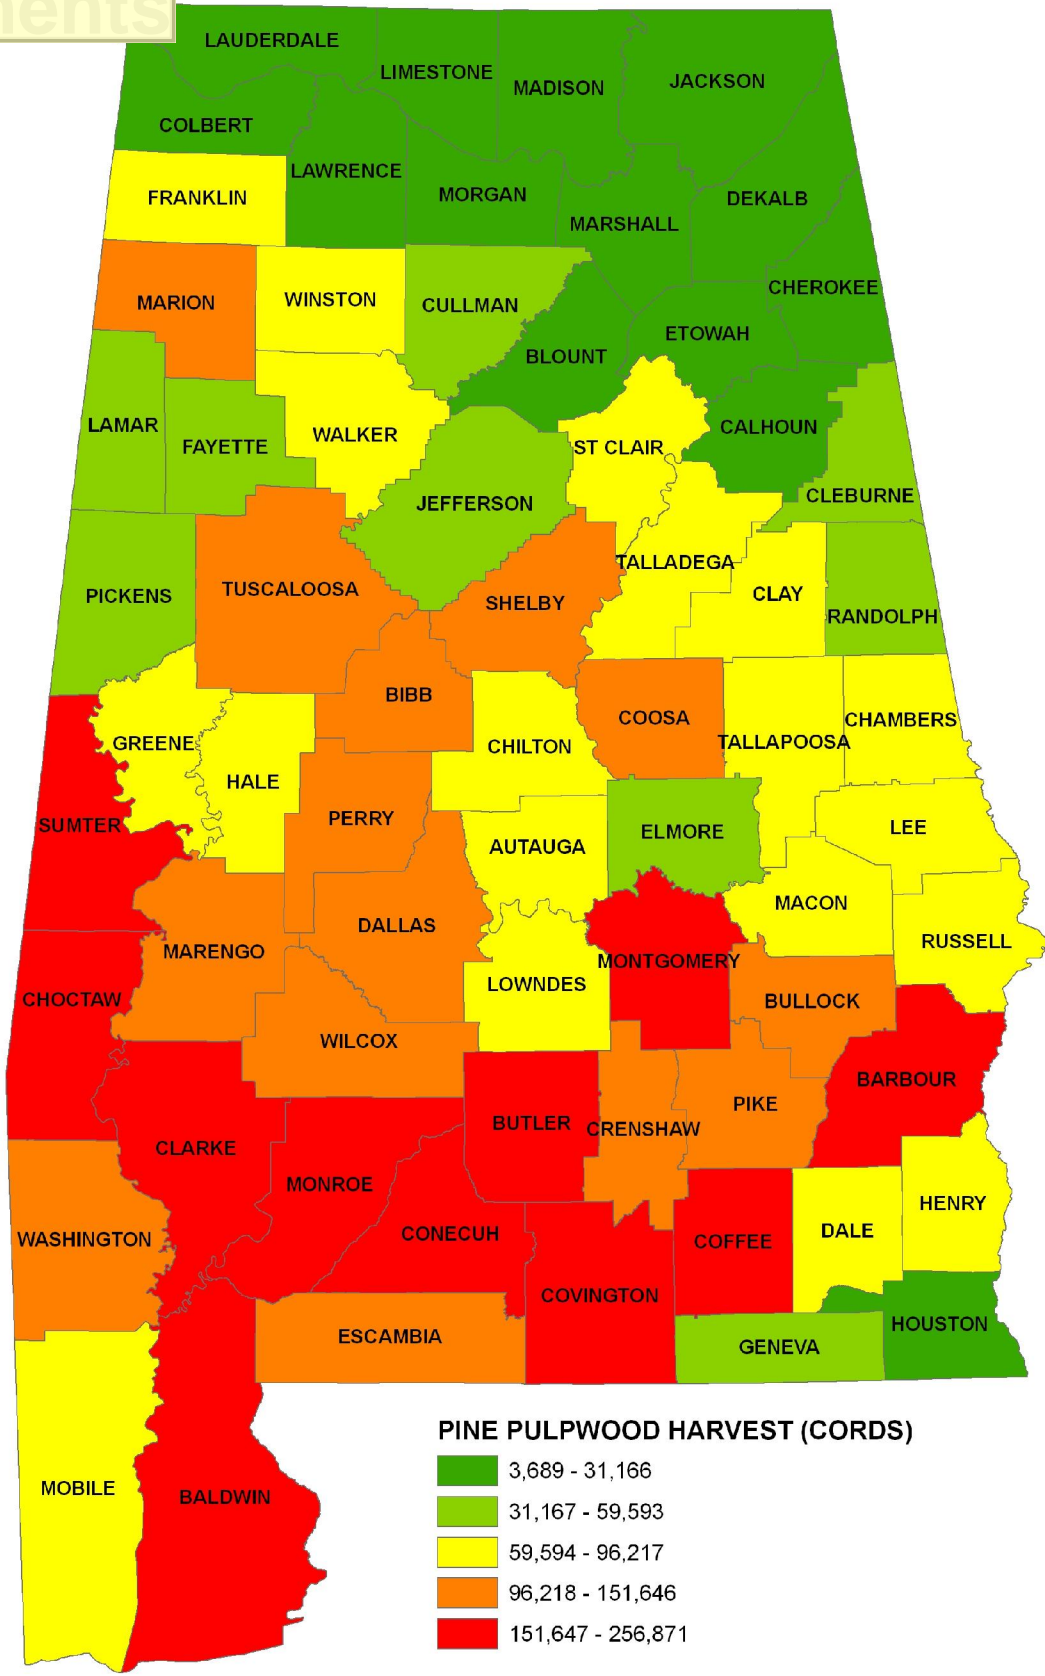 ments
LAUDERDALE
LIMESTONE
MADISON
JACKSON
COLBERT
LAWRENCE
FRANKLIN
MORGAN
DEKALB
MARSHALL
CHEROKEE
MARION
WINSTON
CULLMAN
ETOWAH
BLOUNT
LAMAR
CALHOUN
WALKER
FAYETTE
ST CLAIR
CLEBURNE
JEFFERSON
TALLADEGA
TUSCALOOSA
CLAY
PICKENS
SHELBY
RANDOLPH
BIBB
COOSA
CHAMBERS
GREENE
TALLAPOOSA
CHILTON
HALE
PERRY
SUMTER
LEE
ELMORE
AUTAUGA
MACON
DALLAS
RUSSELL
MARENGO
MONTGOMERY
LOWNDES
CHOCTAW
BULLOCK
WILCOX
BARBOUR
PIKE
BUTLER
CRENSHAW
CLARKE
MONROE
HENRY
DALE
CONECUH
WASHINGTON
COFFEE
COVINGTON
HOUSTON
ESCAMBIA
GENEVA
MOBILE
BALDWIN
PINE PULPWOOD HARVEST (CORDS)
3,689 - 31,166
31,167 - 59,593
59,594 - 96,217
96,218 - 151,646
151,647 - 256,871